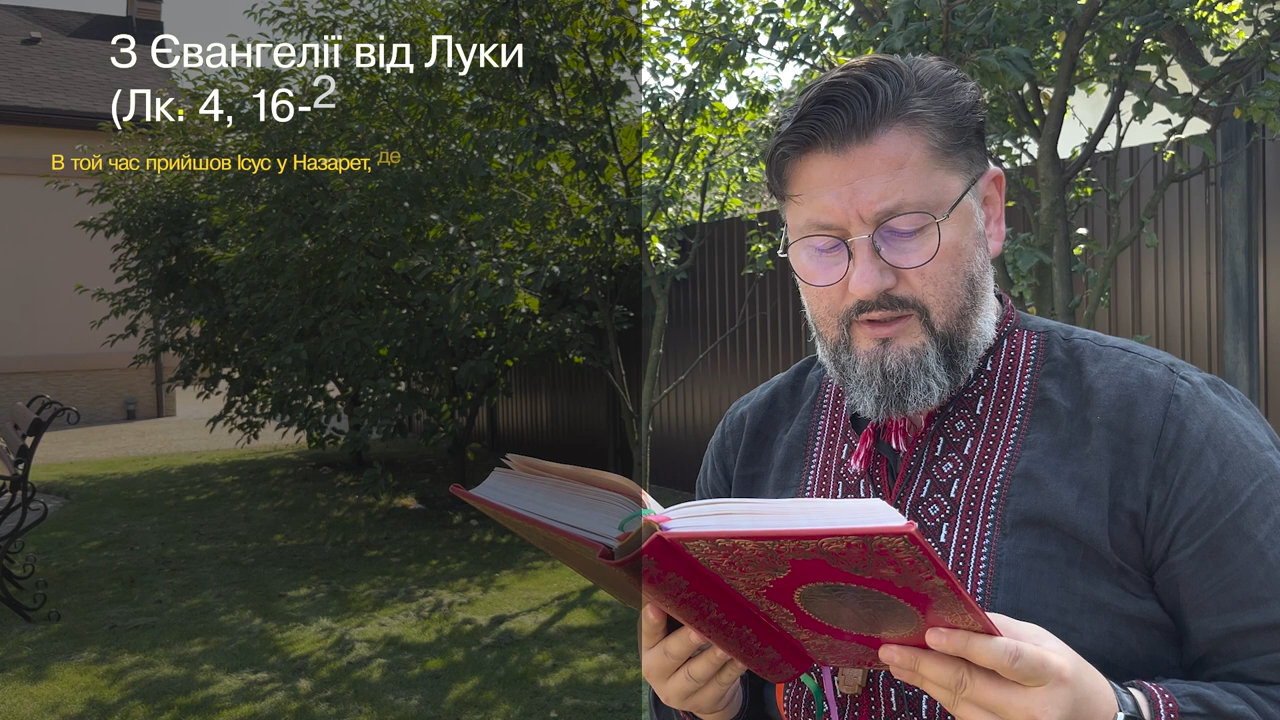 З Євангелії від Луки
(Лк. 4, 16-2
В той час прийшов Ісус у Назарет, де